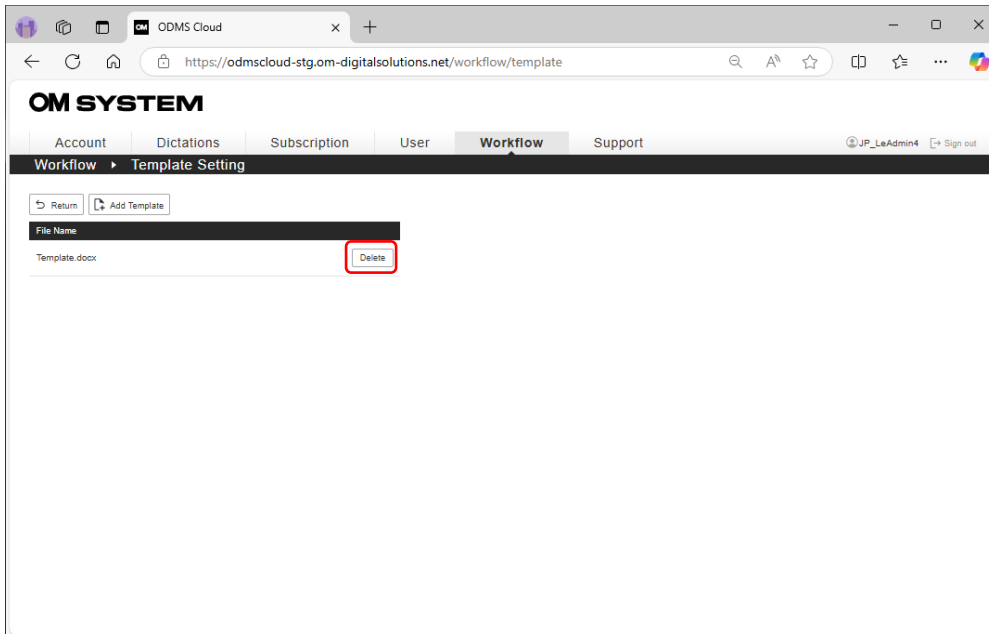 OM ODMS Cloud
https://odmscloud-stg.om-digitalsolutions.net/workflow/template
OM SYSTEM
Account Dictations Subscription User Workflow Support JP_LeAdmin4 Sign out
Workflow Template Setting
Return Add Template
File Name
Template.docx Delete